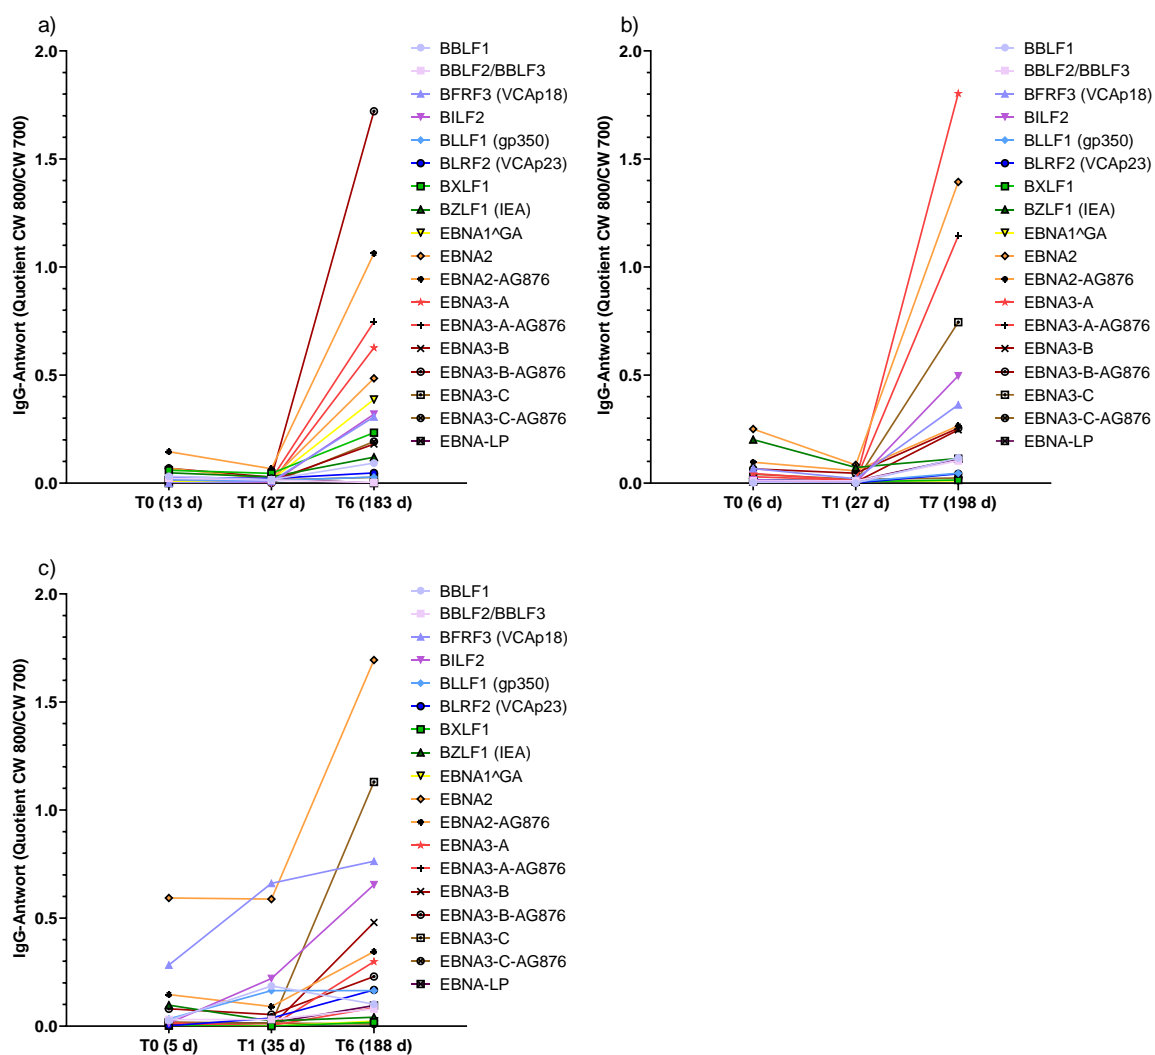 a)
IgG-Antwort (Quotient CW 800/CW 700)
2.0
1.5
1.0
0.5
0.0
T0 (13 d)
T1 (27 d)
T6 (183 d)
BBLF1
BBLF2/BBLF3
BFRF3 (VCAp18)
BILF2
BLLF1 (gp350)
BLRF2 (VCAp23)
BXLF1
BZLF1 (IEA)
EBNA1^GA
EBNA2
EBNA2-AG876
EBNA3-A
EBNA3-A-AG876
EBNA3-B
EBNA3-B-AG876
EBNA3-C
EBNA3-C-AG876
EBNA-LP
b)
IgG-Antwort (Quotient CW 800/CW 700)
2.0
1.5
1.0
0.5
0.0
T0 (6 d)
T1 (27 d)
T7 (198 d)
BBLF1
BBLF2/BBLF3
BFRF3 (VCAp18)
BILF2
BLLF1 (gp350)
BLRF2 (VCAp23)
BXLF1
BZLF1 (IEA)
EBNA1^GA
EBNA2
EBNA2-AG876
EBNA3-A
EBNA3-A-AG876
EBNA3-B
EBNA3-B-AG876
EBNA3-C
EBNA3-C-AG876
EBNA-LP
c)
IgG-Antwort (Quotient CW 800/CW 700)
2.0
1.5
1.0
0.5
0.0
T0 (5 d)
T1 (35 d)
T6 (188 d)
BBLF1
BBLF2/BBLF3
BFRF3 (VCAp18)
BILF2
BLLF1 (gp350)
BLRF2 (VCAp23)
BXLF1
BZLF1 (IEA)
EBNA1^GA
EBNA2
EBNA2-AG876
EBNA3-A
EBNA3-A-AG876
EBNA3-B
EBNA3-B-AG876
EBNA3-C
EBNA3-C-AG876
EBNA-LP